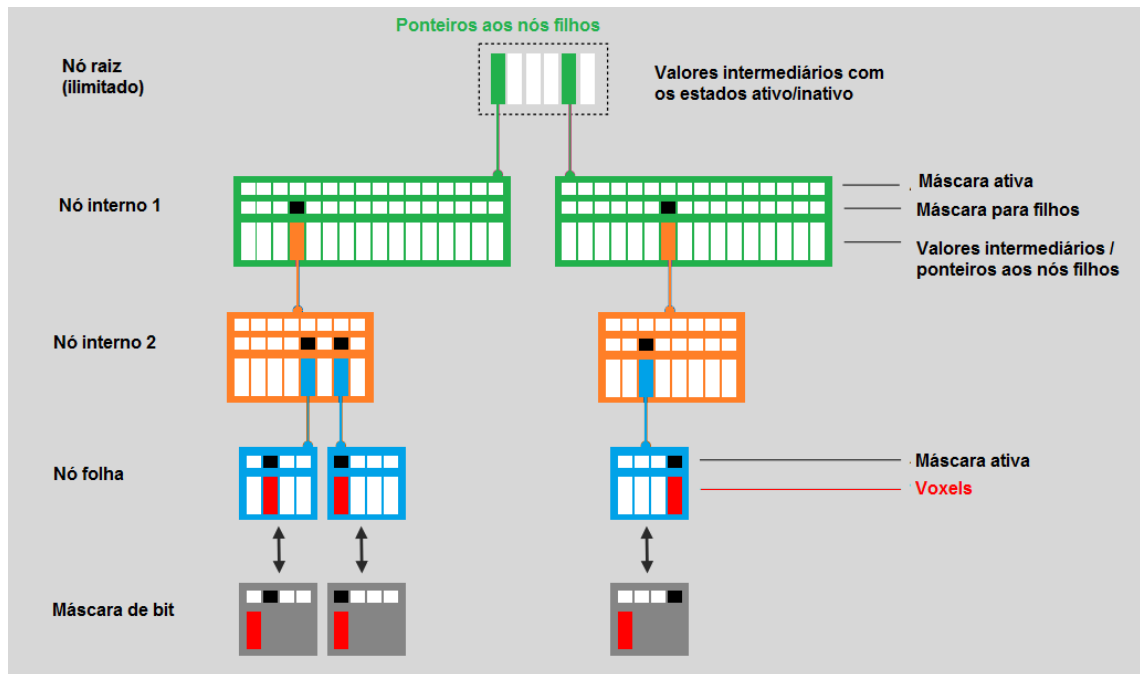 Ponteiros aos nós filhos
Nó raiz
(ilimitado)
Valores intermediários com
os estados ativo/inativo
Nó interno 1
Máscara ativa
Máscara para filhos
Valores intermediários /
ponteiros aos nós filhos
Nó interno 2
Nó folha
Máscara ativa
Voxels
Máscara de bit